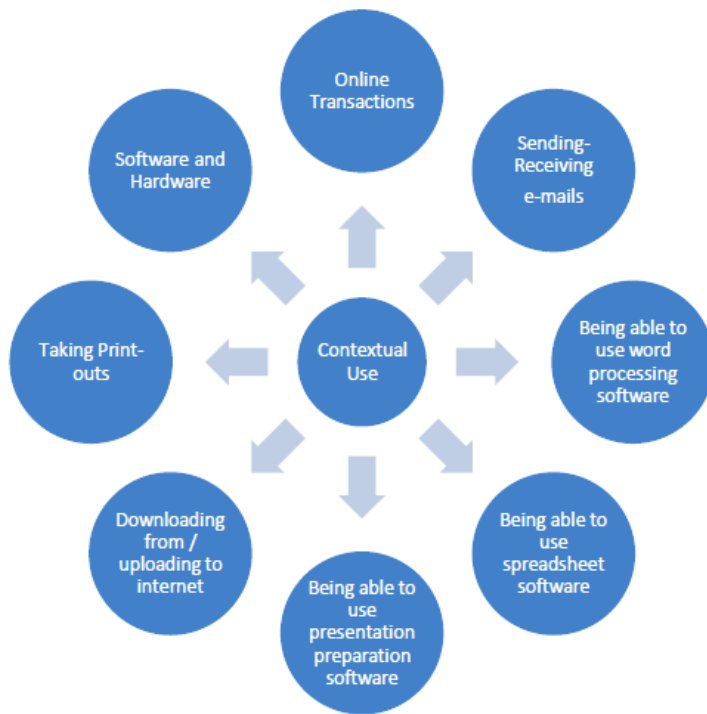 Online
Transactions
Sending-
Receiving
e-mails
Being able to
use word
processing
software
Being able to
use
spreadsheet
software
Being able to
use
presentation
preparation
software
Downloading
from /
uploading to
internet
Taking Print-
outs
Software and
Hardware
Contextual
Use